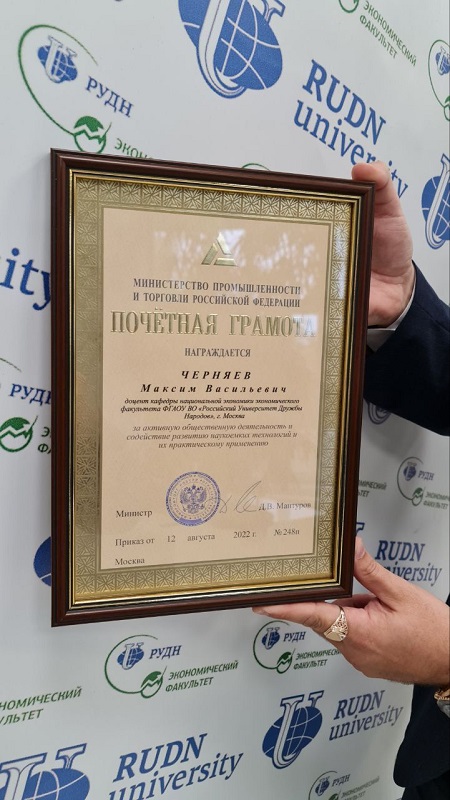 RUDN
university
РУДН
ЭКОНОМИЧЕСКИЙ
ФАКУЛЬТЕТ
МИНИСТЕРСТВО ПРОМЫШЛЕННОСТИ
И ТОРГОВЛИ РОССИЙСКОЙ ФЕДЕРАЦИИ
ПОЧЁТНАЯ ГРАМОТА
НАГРАЖДАЕТСЯ
ЧЕРНЯЕВ
Максим Васильевич
доцент кафедры национальной экономики экономического
факультета ФГАОУ ВО «Российский Университет Дружбы
Народов», г. Москва
за активную общественную деятельность и
содействие развитию наукоемких технологий и
их практическому применению
Министр Д.В. Мантуров
Приказ от 12 августа 2022 г. №248п
Москва
РУДН
РУДН
RUDN
university
РУДН
ЭКОНОМИЧЕСКИЙ
ФАКУЛЬТЕТ
РУДН
ЭКОНОМИЧЕСКИЙ
ФАКУЛЬТЕТ
RUDN
university
RUDN
university
РУДН